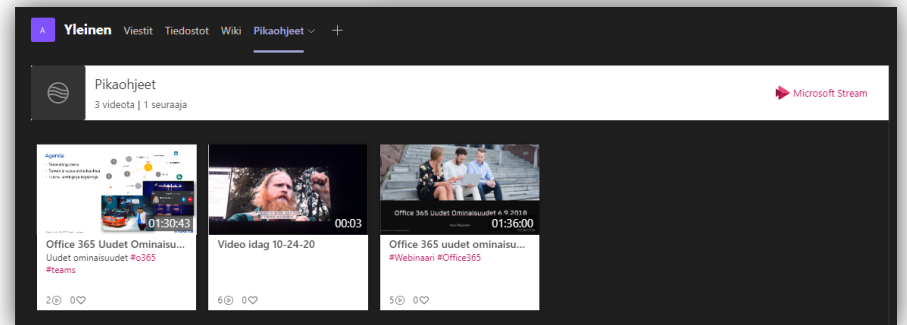 A Yleinen Viestit Tiedostot Wiki Pikaohjeet
Pikaohjeet
3 videota | 1 seuraaja
Microsoft Stream
Agenda
01:30:43
Office 365 Uudet Ominaisu...
Uudet ominaisuudet #o365
#teams
2 0
00:03
Video idag 10-24-20
6 0
Office 365 Uudet Ominaisuudet 6.9.2018
01:36:00
Office 365 uudet ominaisu...
#Webinaari #Office365
5 0